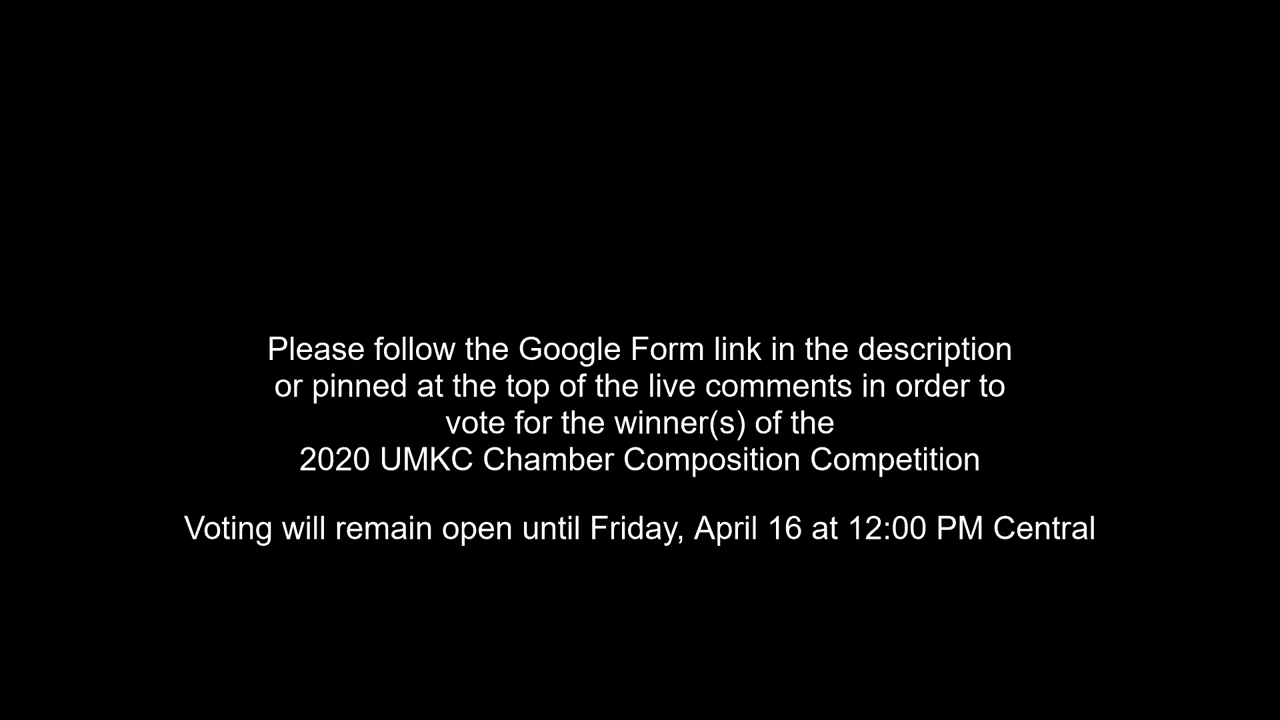 Please follow the Google Form link in the description
or pinned at the top of the live comments in order to
vote for the winner(s) of the
2020 UMKC Chamber Composition Competition
Voting will remain open until Friday, April 16 at 12:00 PM Central